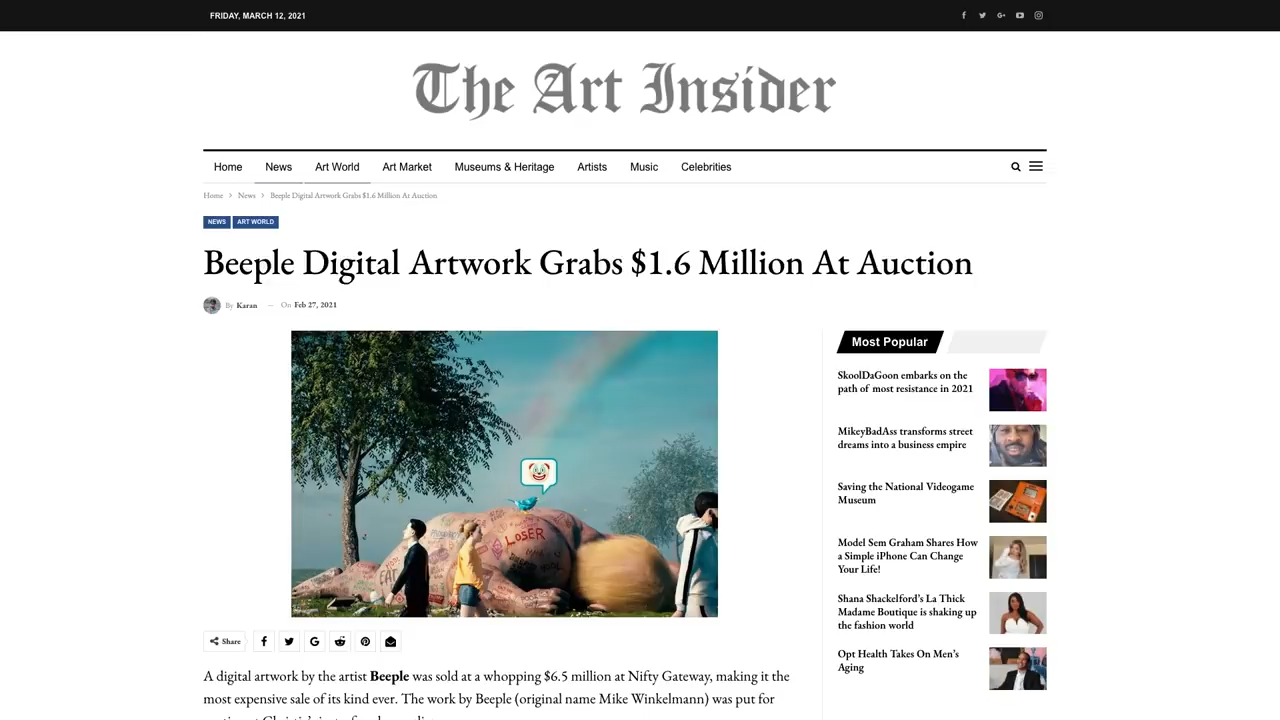 FRIDAY, MARCH 12, 2021
The Art Insider
Home News Art World Art Market Museums & Heritage Artists Music Celebrities
Home > News > Beeple Digital Artwork Grabs $1.6 Million At Auction
NEWS ART WORLD
Beeple Digital Artwork Grabs $1.6 Million At Auction
By Karan — On Feb 27, 2021
LOSER
EAT
Share
A digital artwork by the artist Beeple was sold at a whopping $6.5 million at Nifty Gateway, making it the
most expensive sale of its kind ever. The work by Beeple (original name Mike Winkelmann) was put for
Most Popular
SkoolDaGoon embarks on the
path of most resistance in 2021
MikeyBadAss transforms street
dreams into a business empire
Saving the National Videogame
Museum
Model Sem Graham Shares How
a Simple iPhone Can Change
Your Life!
Shana Shackelford's La Thick
Madame Boutique is shaking up
the fashion world
Opt Health Takes On Men's
Aging